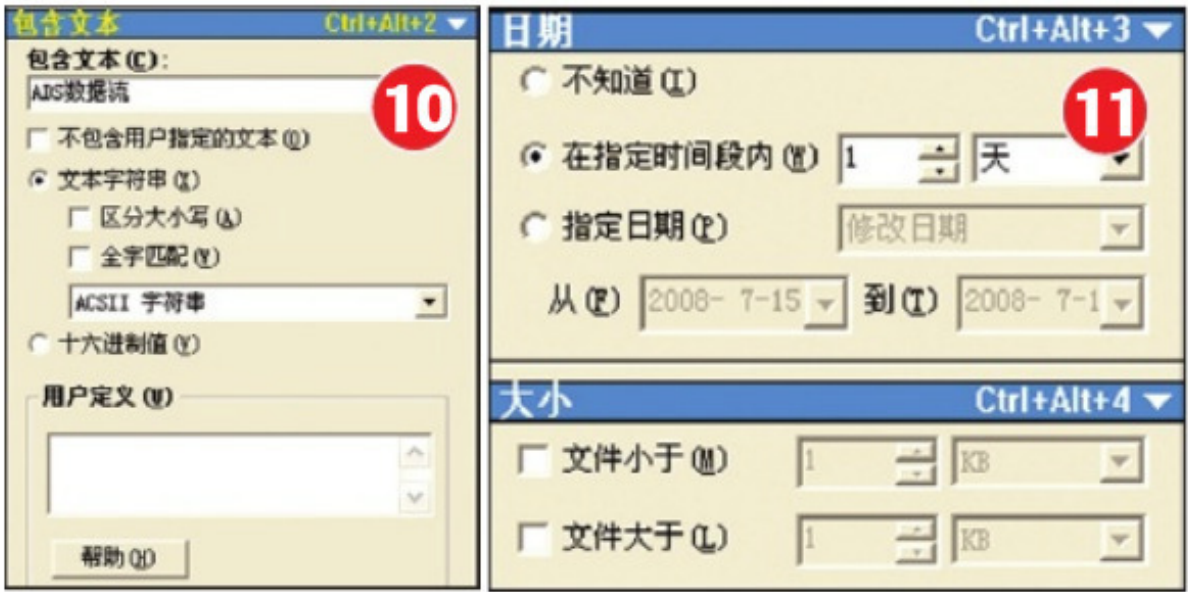 包含文本 Ctrl+Alt+2
包含文本(C):
ADS数据流
10
不包含用户指定的文本(O)
文本字符串(X)
区分大小写(A)
全字匹配(Y)
ACSII 字符串
十六进制值(V)
用户定义(U)
帮助(H)
日期 Ctrl+Alt+3
不知道(I)
11
在指定时间段内(W) 1 天
指定日期(P) 修改日期
从(F) 2008- 7-15 到(T) 2008- 7-1
大小 Ctrl+Alt+4
文件小于(M) 1 KB
文件大于(L) 1 KB